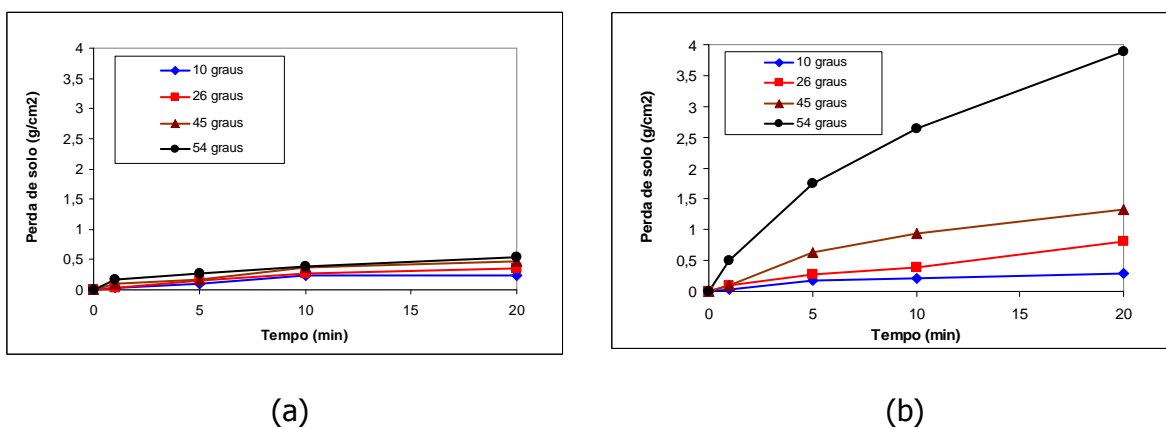 4
3,5
3
2,5
2
1,5
1
0,5
0
Perda de solo (g/cm2)
10 graus
26 graus
45 graus
54 graus
0 5 10 15 20
Tempo (min)
(a)
4
3,5
3
2,5
2
1,5
1
0,5
0
Perda de solo (g/cm2)
10 graus
26 graus
45 graus
54 graus
0 5 10 15 20
Tempo (min)
(b)